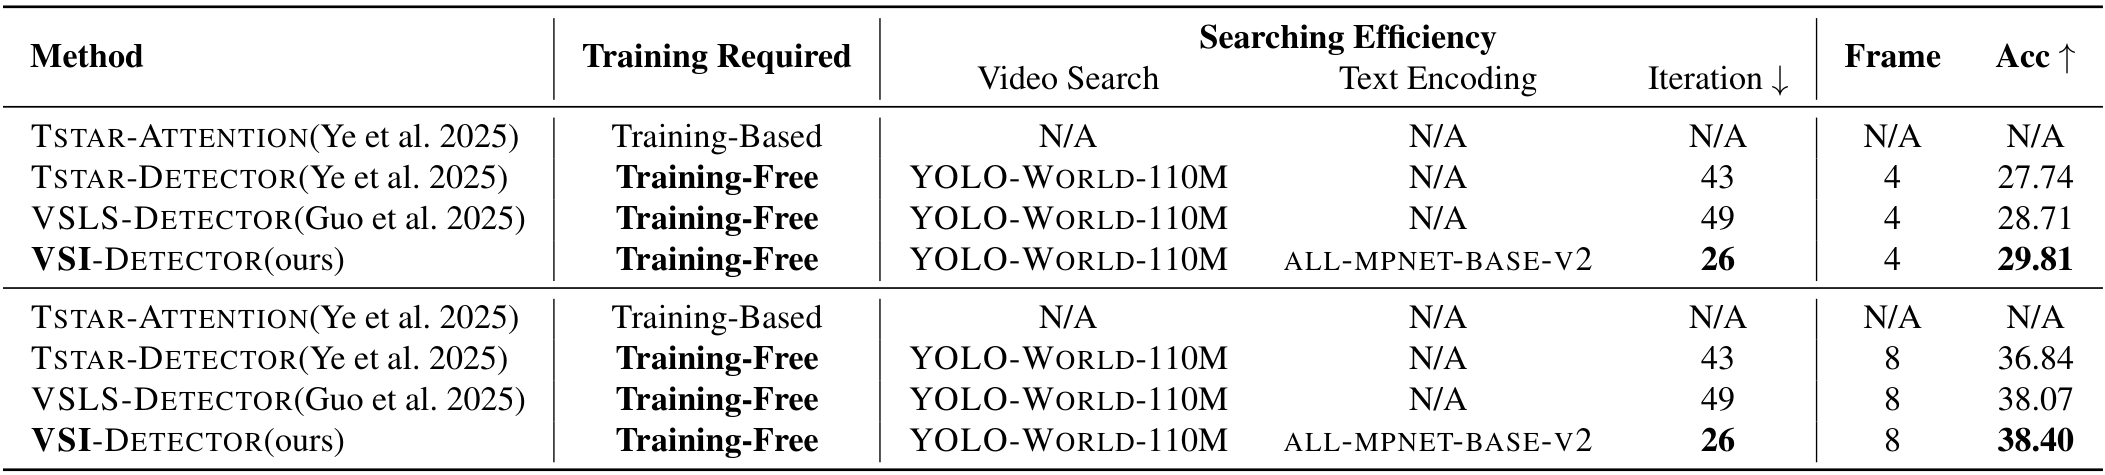 Method Training Required Searching Efficiency Frame Acc ↑
Video Search Text Encoding Iteration ↓
TSTAR-ATTENTION(Ye et al. 2025) Training-Based N/A N/A N/A N/A N/A
TSTAR-DETECTOR(Ye et al. 2025) Training-Free YOLO-WORLD-110M N/A 43 4 27.74
VSLS-DETECTOR(Guo et al. 2025) Training-Free YOLO-WORLD-110M N/A 49 4 28.71
VSI-DETECTOR(ours) Training-Free YOLO-WORLD-110M ALL-MPNET-BASE-V2 26 4 29.81
TSTAR-ATTENTION(Ye et al. 2025) Training-Based N/A N/A N/A N/A N/A
TSTAR-DETECTOR(Ye et al. 2025) Training-Free YOLO-WORLD-110M N/A 43 8 36.84
VSLS-DETECTOR(Guo et al. 2025) Training-Free YOLO-WORLD-110M N/A 49 8 38.07
VSI-DETECTOR(ours) Training-Free YOLO-WORLD-110M ALL-MPNET-BASE-V2 26 8 38.40